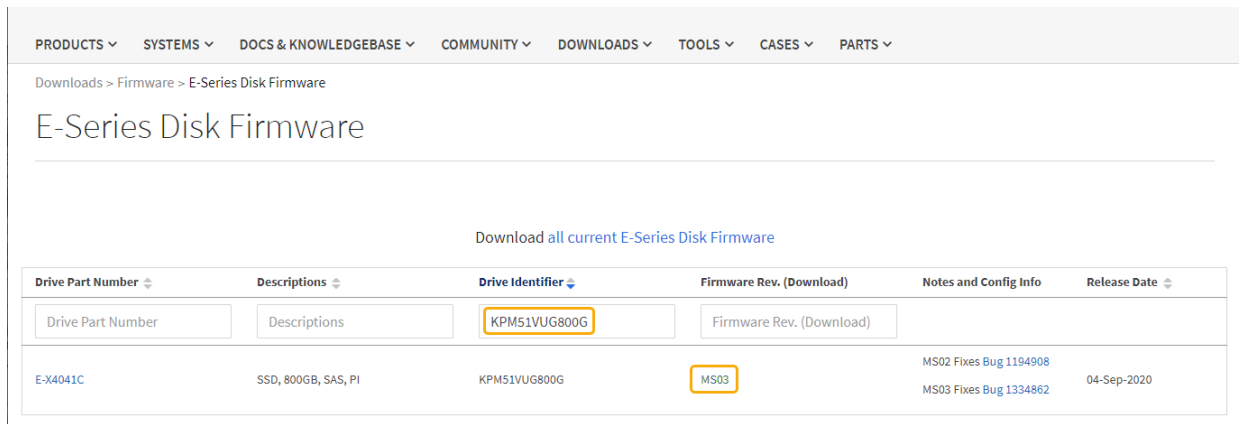 PRODUCTS SYSTEMS DOCS & KNOWLEDGEBASE COMMUNITY DOWNLOADS TOOLS CASES PARTS
Downloads > Firmware > E-Series Disk Firmware
E-Series Disk Firmware
Download all current E-Series Disk Firmware
Drive Part Number Descriptions Drive Identifier Firmware Rev. (Download) Notes and Config Info Release Date
Drive Part Number Descriptions KPM51VUG800G Firmware Rev. (Download)
MS02 Fixes Bug 1194908
E-X4041C SSD, 800GB, SAS, PI KPM51VUG800G MS03 04-Sep-2020
MS03 Fixes Bug 1334862